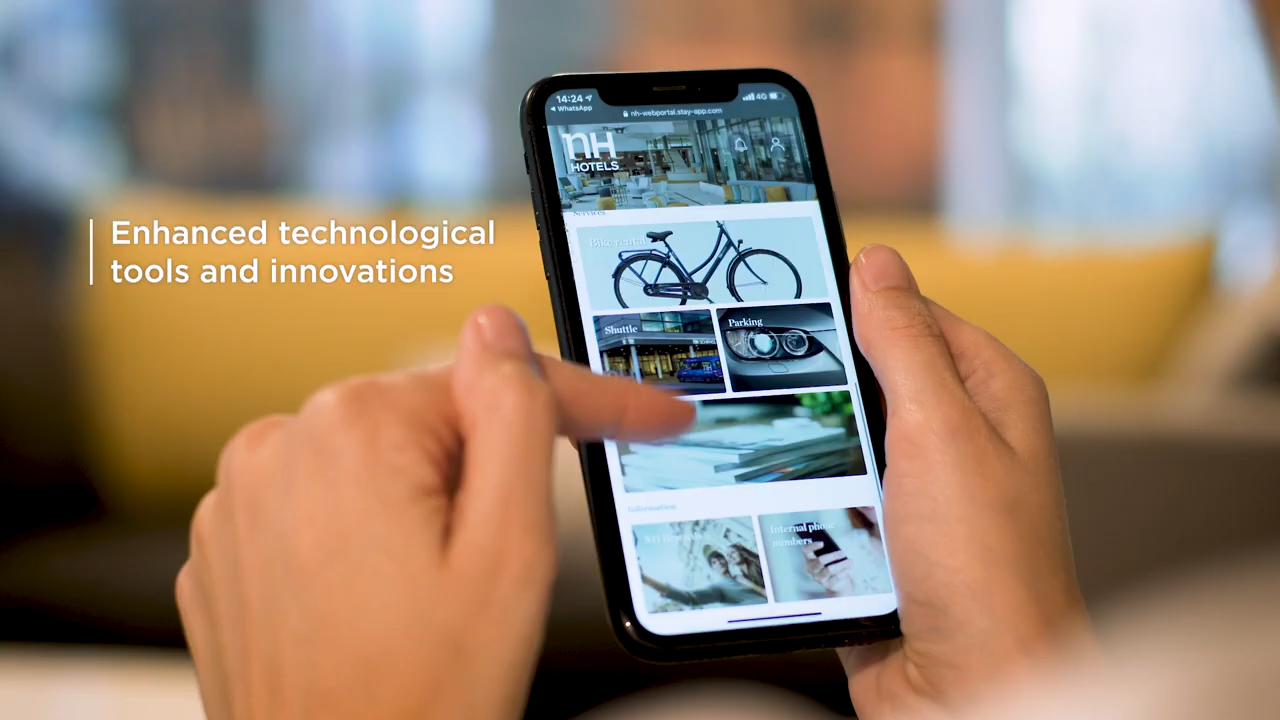 Enhanced technological
tools and innovations
14:24
4G
WhatsApp
nh-webportal.stay-app.com
nH
HOTELS
Services
Bike rental
Shuttle
Parking
Information
Internal phone
numbers